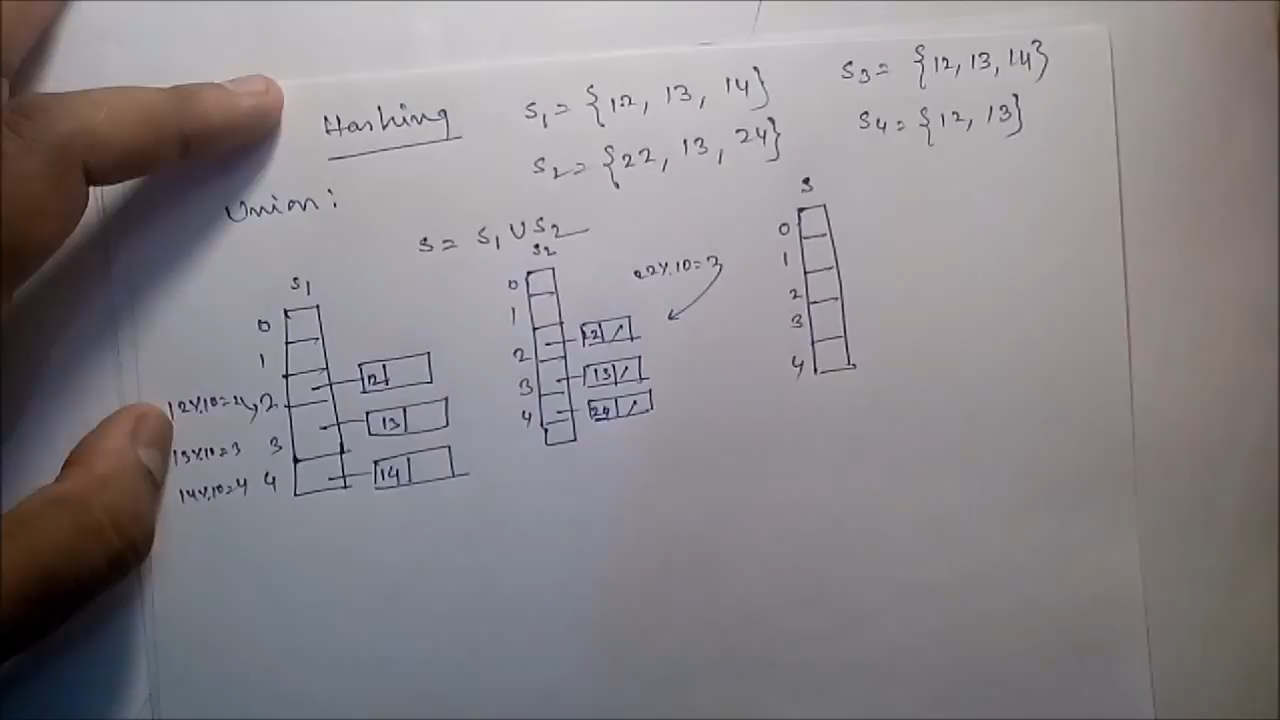 Hashing
S1 = {12, 13, 14}
S2 = {22, 13, 24}
S3 = {12, 13, 14}
S4 = {12, 13}
Union:
S = S1 ∪ S2
S1
0
1
12%10=2 2 12
13%10=3 3 13
14%10=4 4 14
S2
0
1
2
3 13
4 24
22%10=
S
0
1
2
3
4